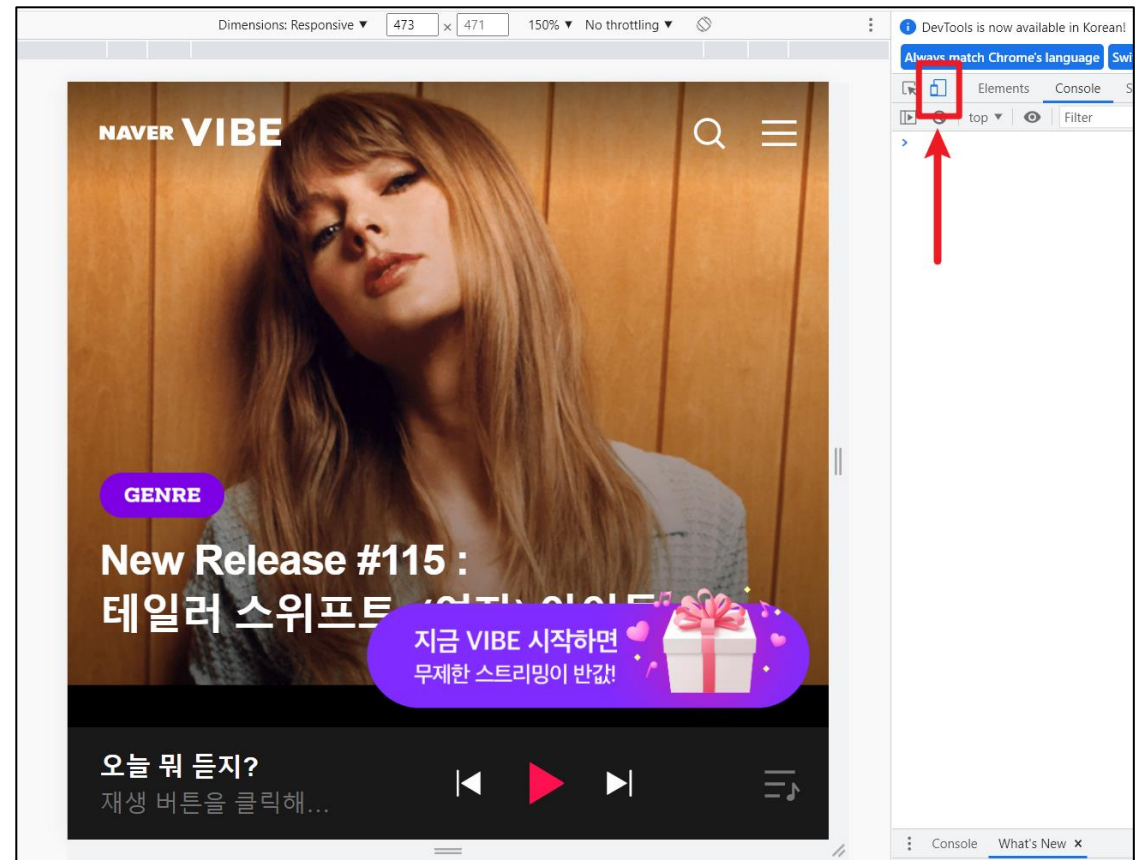 Dimensions: Responsive ▼ 473 × 471 150% ▼ No throttling ▼
DevTools is now available in Korean!
Always match Chrome's language
Elements Console
top ▼ Filter
NAVER VIBE
GENRE
New Release #115 :
테일러 스위프트
지금 VIBE 시작하면
무제한 스트리밍이 반값!
오늘 뭐 듣지?
재생 버튼을 클릭해...
Console What's New ×